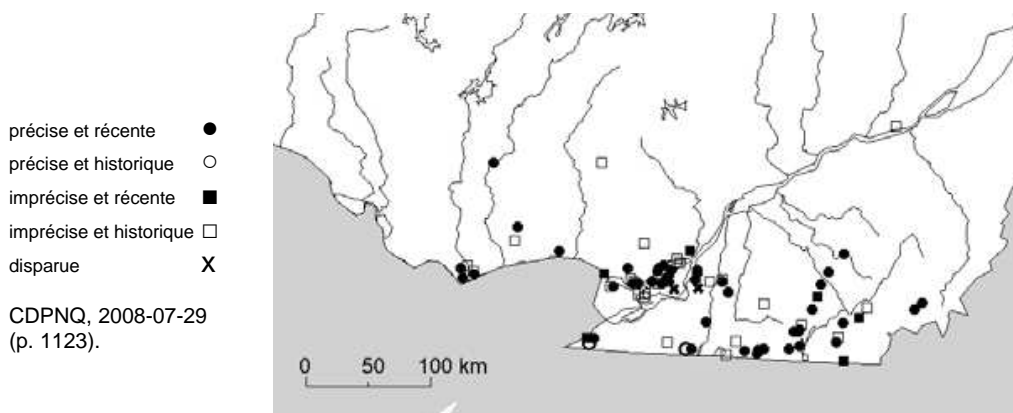 précise et récente
précise et historique
imprécise et récente
imprécise et historique
disparue X
CDPNQ, 2008-07-29
(p. 1123).
0 50 100 km